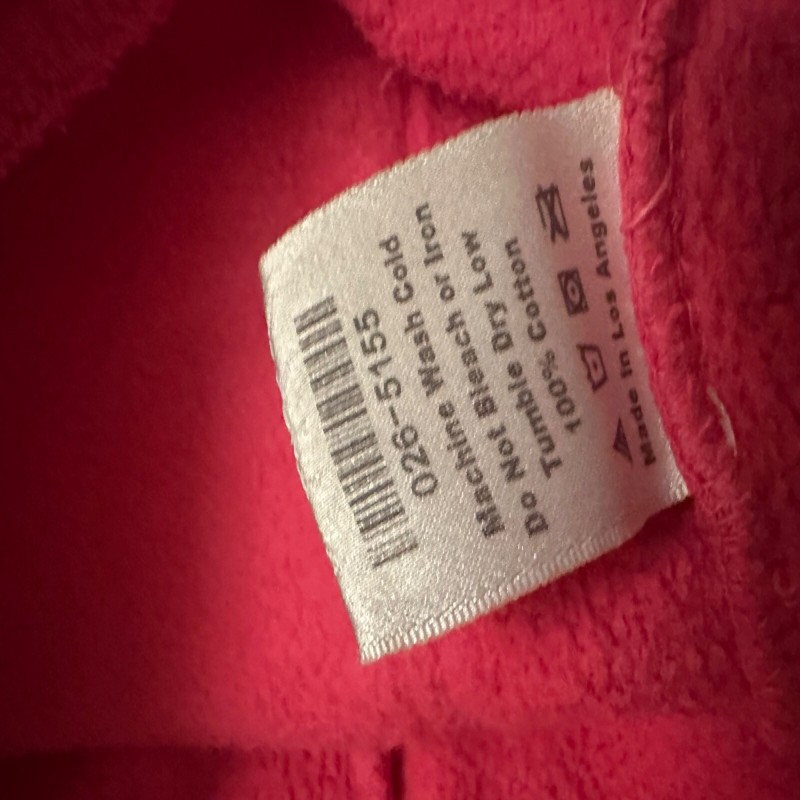 026-5155
Machine Wash Cold
Do Not Bleach or Iron
Tumble Dry Low
100% Cotton
Made In Los Angeles